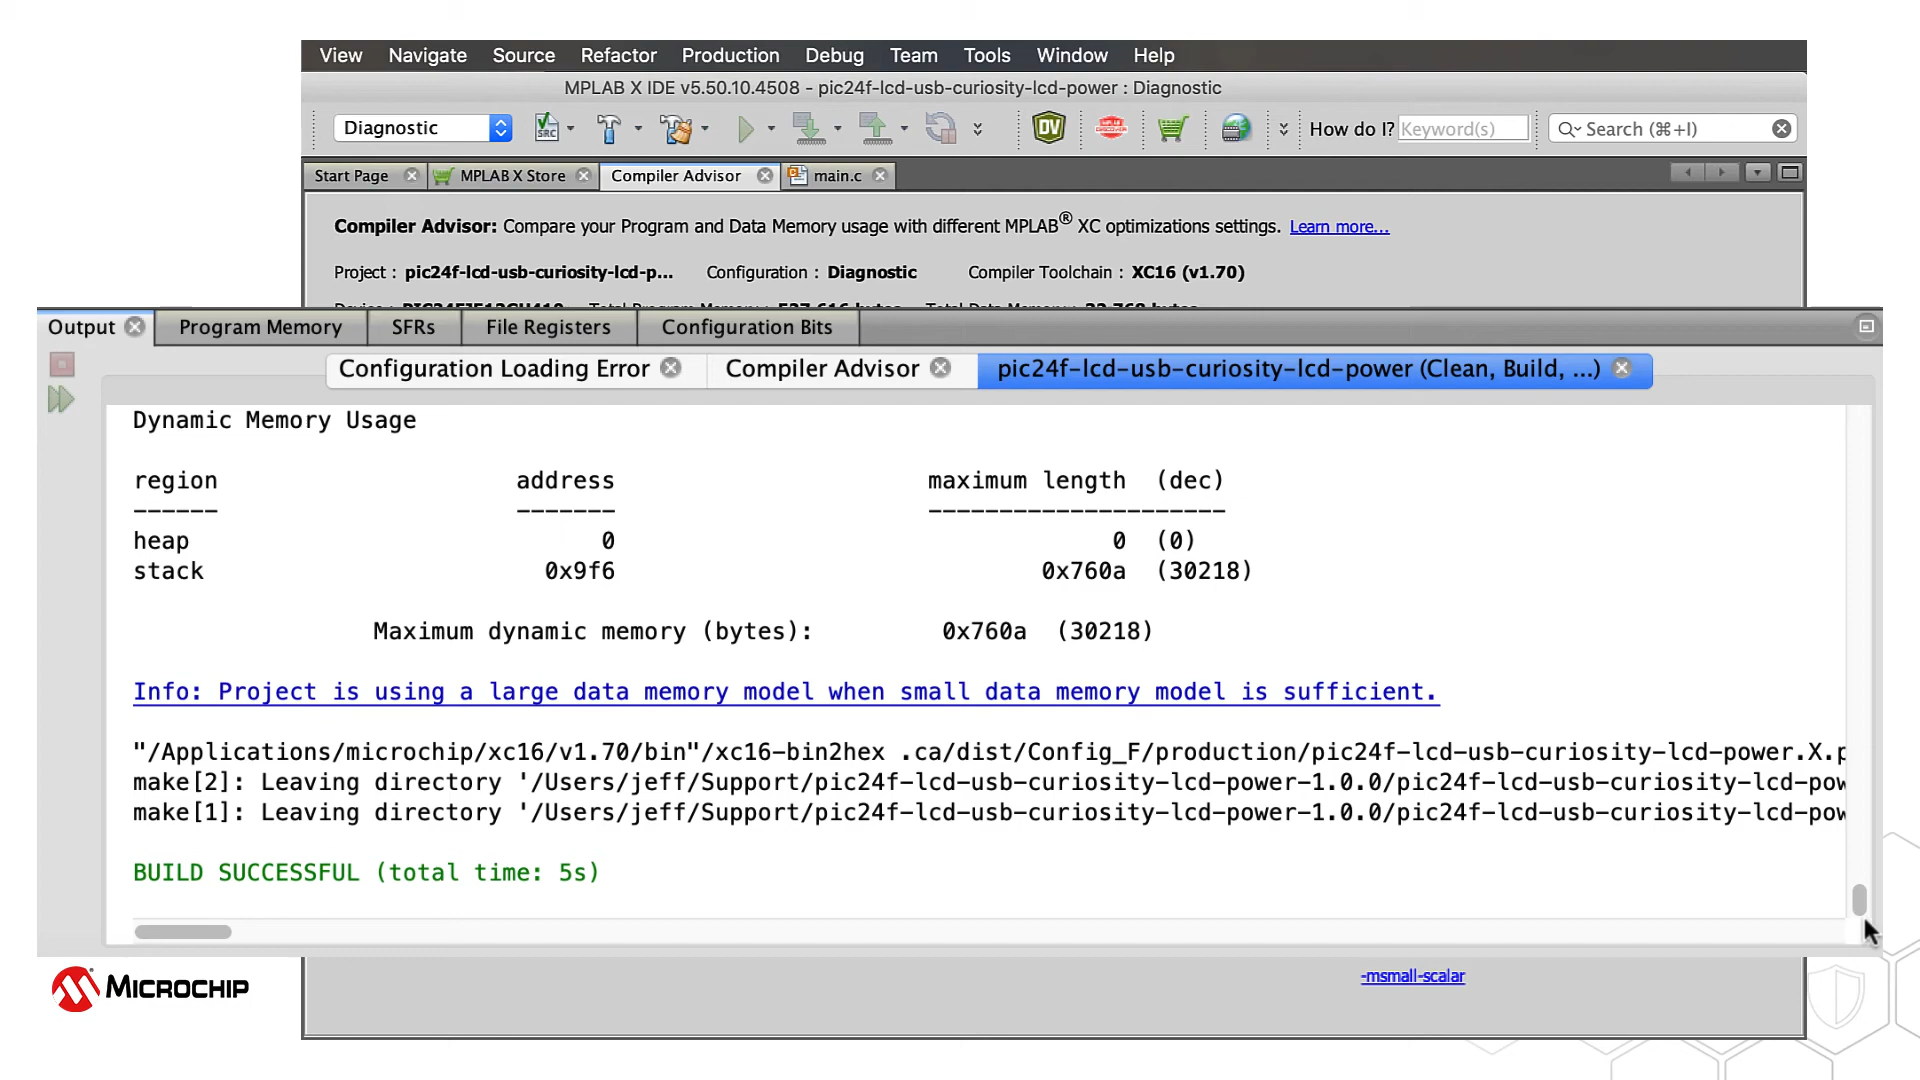 View Navigate Source Refactor Production Debug Team Tools Window Help
MPLAB X IDE v5.50.10.4508 - pic24f-lcd-usb-curiosity-lcd-power : Diagnostic
Diagnostic SRC DV How do I? Keyword(s) Search (⌘+I)
Start Page MPLAB X Store Compiler Advisor main.c
Compiler Advisor: Compare your Program and Data Memory usage with different MPLAB® XC optimizations settings. Learn more...
Project : pic24f-lcd-usb-curiosity-lcd-p... Configuration : Diagnostic Compiler Toolchain : XC16 (v1.70)
Output Program Memory SFRs File Registers Configuration Bits
Configuration Loading Error Compiler Advisor pic24f-lcd-usb-curiosity-lcd-power (Clean, Build, ...)
Dynamic Memory Usage
region address maximum length (dec)
------ ------- ---------------------
heap 0 0 (0)
stack 0x9f6 0x760a (30218)
Maximum dynamic memory (bytes): 0x760a (30218)
Info: Project is using a large data memory model when small data memory model is sufficient.
"/Applications/microchip/xc16/v1.70/bin"/xc16-bin2hex .ca/dist/Config_F/production/pic24f-lcd-usb-curiosity-lcd-power.X.p
make[2]: Leaving directory '/Users/jeff/Support/pic24f-lcd-usb-curiosity-lcd-power-1.0.0/pic24f-lcd-usb-curiosity-lcd-pow
make[1]: Leaving directory '/Users/jeff/Support/pic24f-lcd-usb-curiosity-lcd-power-1.0.0/pic24f-lcd-usb-curiosity-lcd-pow
BUILD SUCCESSFUL (total time: 5s)
MICROCHIP
-msmall-scalar